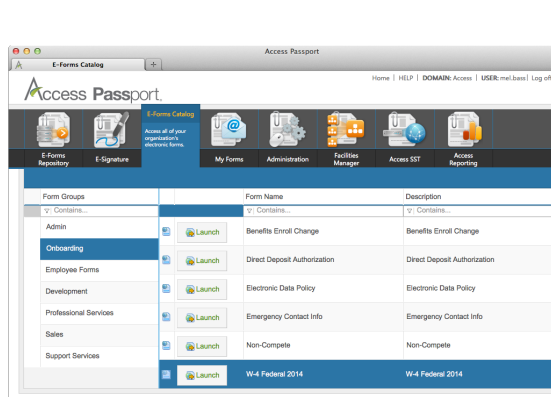 Access Passport
E-Forms Catalog
Home | HELP | DOMAIN: Access | USER: mel.bass | Log off
Access Passport.
E-Forms Catalog
Access all of your
organization's
electronic forms.
E-Forms
Repository
E-Signature
My Forms
Administration
Facilities
Manager
Access SST
Access
Reporting
Form Groups
Form Name
Description
Contains...
Contains...
Contains...
Admin
Launch
Benefits Enroll Change
Benefits Enroll Change
Onboarding
Launch
Direct Deposit Authorization
Direct Deposit Authorization
Employee Forms
Development
Launch
Electronic Data Policy
Electronic Data Policy
Professional Services
Launch
Emergency Contact Info
Emergency Contact Info
Sales
Launch
Non-Compete
Non-Compete
Support Services
Launch
W-4 Federal 2014
W-4 Federal 2014